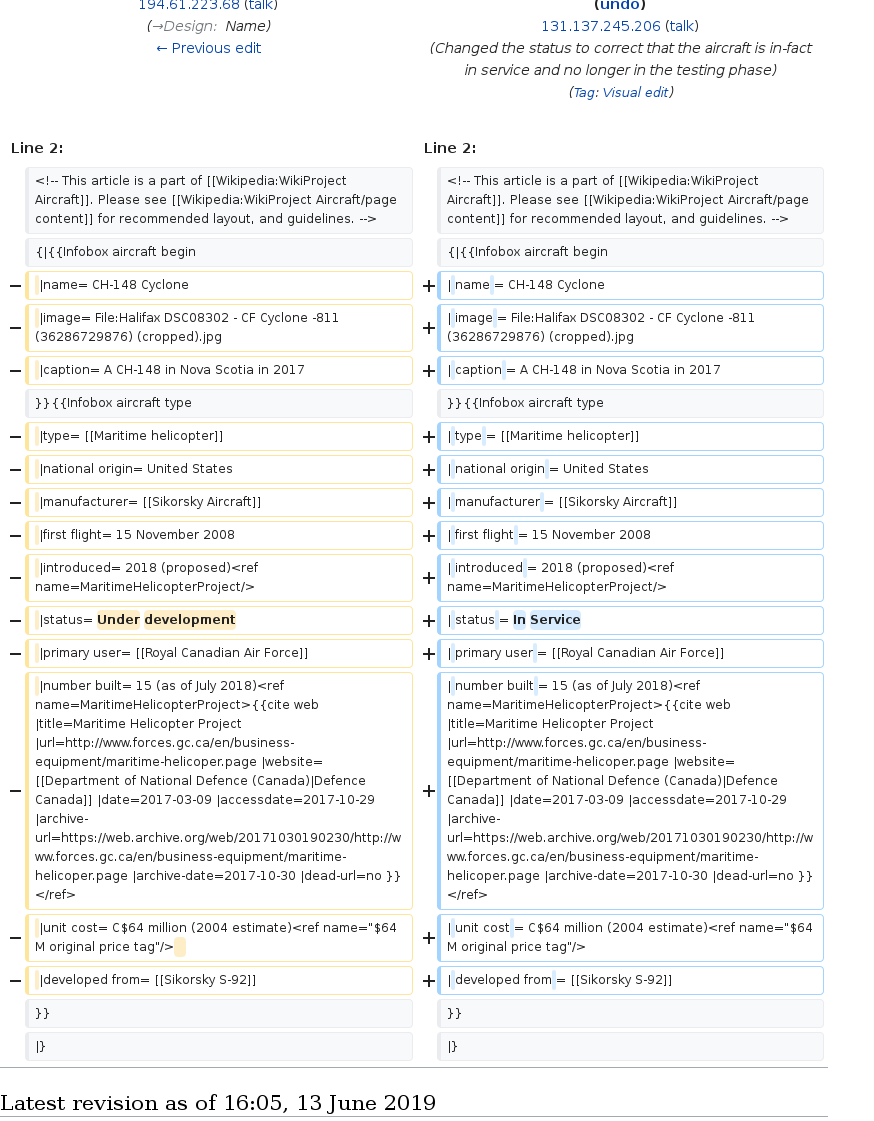 194.61.223.68 (talk)
(→Design: Name)
← Previous edit
(undo)
131.137.245.206 (talk)
(Changed the status to correct that the aircraft is in-fact
in service and no longer in the testing phase)
(Tag: Visual edit)
Line 2:
Line 2:
<!-- This article is a part of [[Wikipedia:WikiProject
Aircraft]]. Please see [[Wikipedia:WikiProject Aircraft/page
content]] for recommended layout, and guidelines. -->
<!-- This article is a part of [[Wikipedia:WikiProject
Aircraft]]. Please see [[Wikipedia:WikiProject Aircraft/page
content]] for recommended layout, and guidelines. -->
{|{{Infobox aircraft begin
{|{{Infobox aircraft begin
− |name= CH-148 Cyclone
+ | name = CH-148 Cyclone
− |image= File:Halifax DSC08302 - CF Cyclone -811
(36286729876) (cropped).jpg
+ | image = File:Halifax DSC08302 - CF Cyclone -811
(36286729876) (cropped).jpg
− |caption= A CH-148 in Nova Scotia in 2017
+ | caption = A CH-148 in Nova Scotia in 2017
}}{{Infobox aircraft type
}}{{Infobox aircraft type
− |type= [[Maritime helicopter]]
+ | type = [[Maritime helicopter]]
− |national origin= United States
+ | national origin = United States
− |manufacturer= [[Sikorsky Aircraft]]
+ | manufacturer = [[Sikorsky Aircraft]]
− |first flight= 15 November 2008
+ | first flight = 15 November 2008
− |introduced= 2018 (proposed)<ref
name=MaritimeHelicopterProject/>
+ | introduced = 2018 (proposed)<ref
name=MaritimeHelicopterProject/>
− |status= Under development
+ | status = In Service
− |primary user= [[Royal Canadian Air Force]]
+ | primary user = [[Royal Canadian Air Force]]
− |number built= 15 (as of July 2018)<ref
name=MaritimeHelicopterProject>{{cite web
|title=Maritime Helicopter Project
|url=http://www.forces.gc.ca/en/business-
equipment/maritime-helicoper.page |website=
[[Department of National Defence (Canada)|Defence
Canada]] |date=2017-03-09 |accessdate=2017-10-29
|archive-
url=https://web.archive.org/web/20171030190230/http://w
ww.forces.gc.ca/en/business-equipment/maritime-
helicoper.page |archive-date=2017-10-30 |dead-url=no }}
</ref>
+ | number built = 15 (as of July 2018)<ref
name=MaritimeHelicopterProject>{{cite web
|title=Maritime Helicopter Project
|url=http://www.forces.gc.ca/en/business-
equipment/maritime-helicoper.page |website=
[[Department of National Defence (Canada)|Defence
Canada]] |date=2017-03-09 |accessdate=2017-10-29
|archive-
url=https://web.archive.org/web/20171030190230/http://w
ww.forces.gc.ca/en/business-equipment/maritime-
helicoper.page |archive-date=2017-10-30 |dead-url=no }}
</ref>
− |unit cost= C$64 million (2004 estimate)<ref name="$64
M original price tag"/>
+ | unit cost = C$64 million (2004 estimate)<ref name="$64
M original price tag"/>
− |developed from= [[Sikorsky S-92]]
+ | developed from = [[Sikorsky S-92]]
}}
}}
|}
|}
Latest revision as of 16:05, 13 June 2019